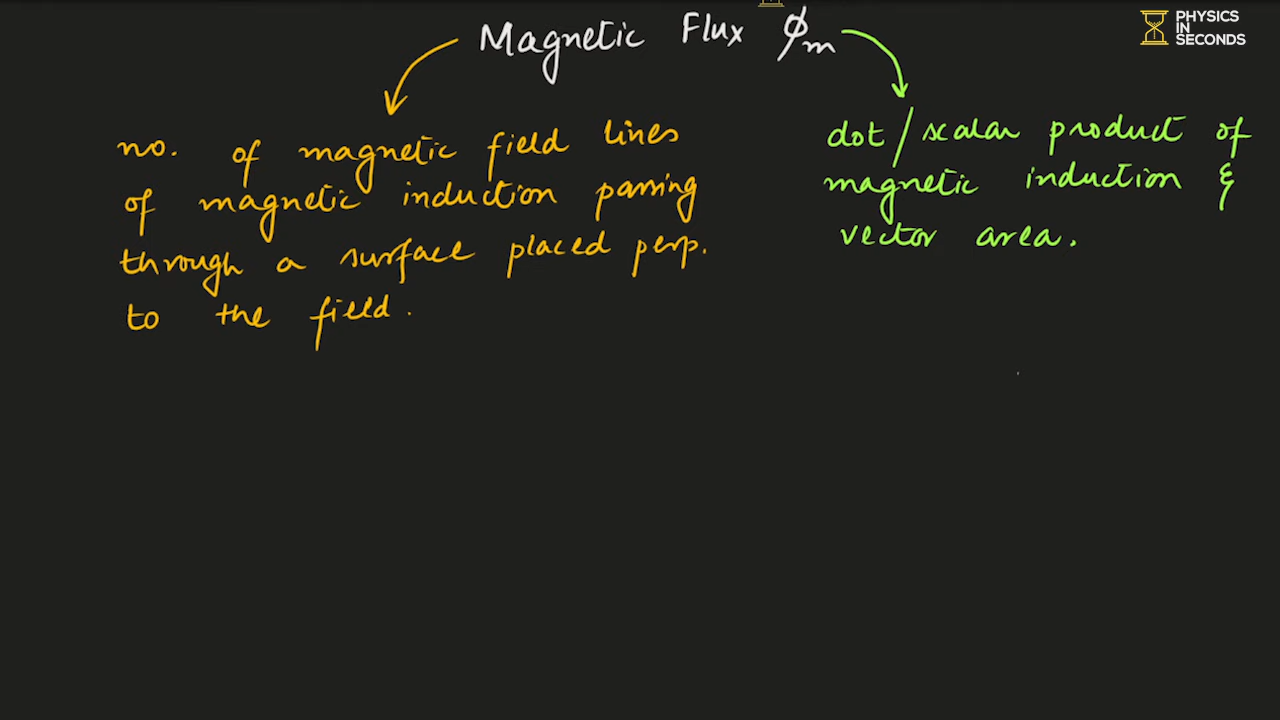 Magnetic Flux ϕm
PHYSICS
IN
SECONDS
no. of magnetic field lines
of magnetic induction passing
through a surface placed perp.
to the field.
dot/scalar product of
magnetic induction &
vector area.